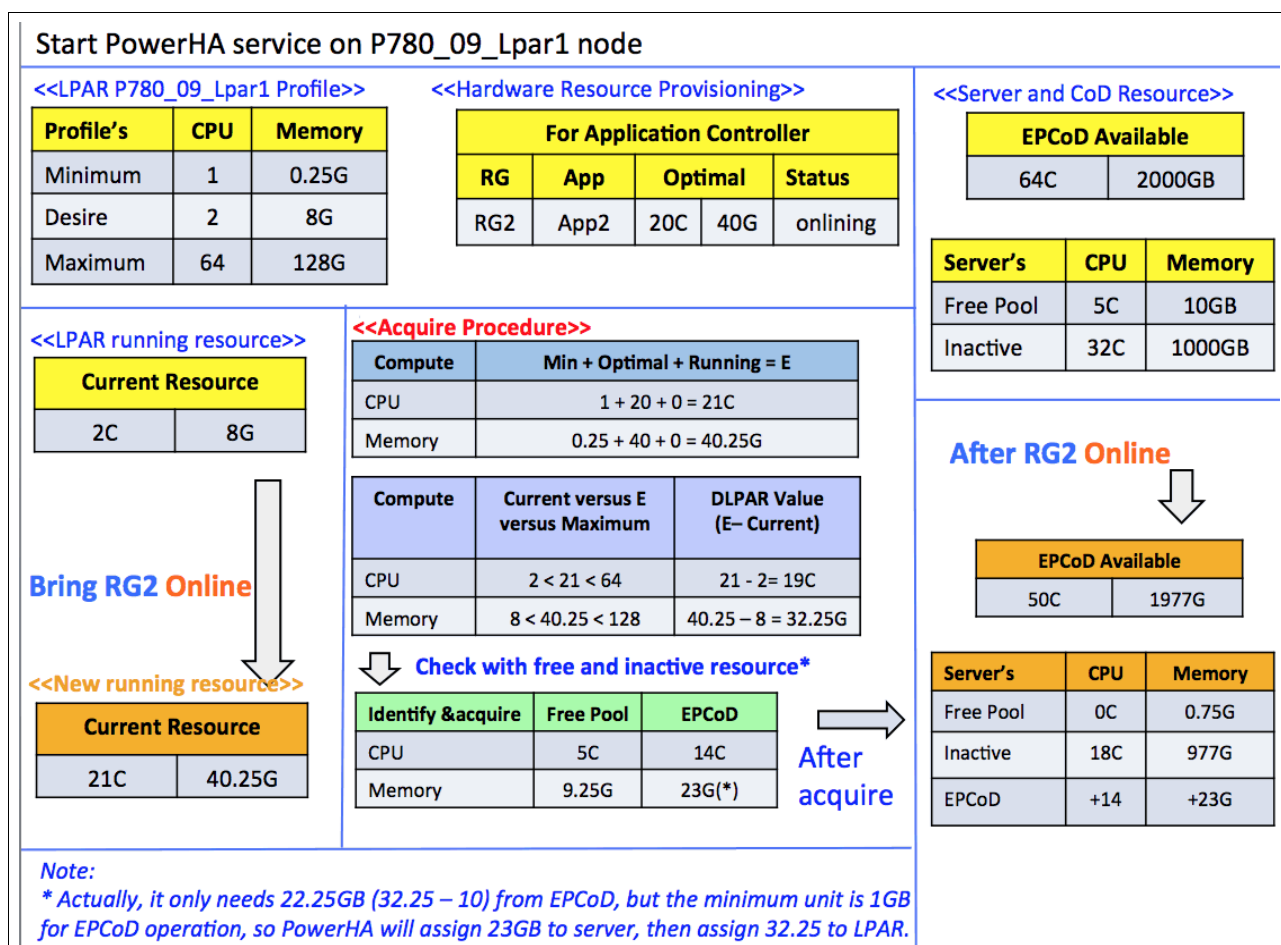 Start PowerHA service on P780_09_Lpar1 node
<<LPAR P780_09_Lpar1 Profile>>
Profile's CPU Memory
Minimum 1 0.25G
Desire 2 8G
Maximum 64 128G
<<Hardware Resource Provisioning>>
For Application Controller
RG App Optimal Status
RG2 App2 20C 40G onlining
<<Server and CoD Resource>>
EPCoD Available
64C 2000GB
Server's CPU Memory
Free Pool 5C 10GB
Inactive 32C 1000GB
<<LPAR running resource>>
Current Resource
2C 8G
Bring RG2 Online
<<New running resource>>
Current Resource
21C 40.25G
<<Acquire Procedure>>
Compute Min + Optimal + Running = E
CPU 1 + 20 + 0 = 21C
Memory 0.25 + 40 + 0 = 40.25G
Compute Current versus E DLPAR Value
versus Maximum (E– Current)
CPU 2 < 21 < 64 21 - 2= 19C
Memory 8 < 40.25 < 128 40.25 – 8 = 32.25G
Check with free and inactive resource*
Identify &acquire Free Pool EPCoD
CPU 5C 14C
Memory 9.25G 23G(*)
After
acquire
After RG2 Online
EPCoD Available
50C 1977G
Server's CPU Memory
Free Pool 0C 0.75G
Inactive 18C 977G
EPCoD +14 +23G
Note:
* Actually, it only needs 22.25GB (32.25 – 10) from EPCoD, but the minimum unit is 1GB
for EPCoD operation, so PowerHA will assign 23GB to server, then assign 32.25 to LPAR.